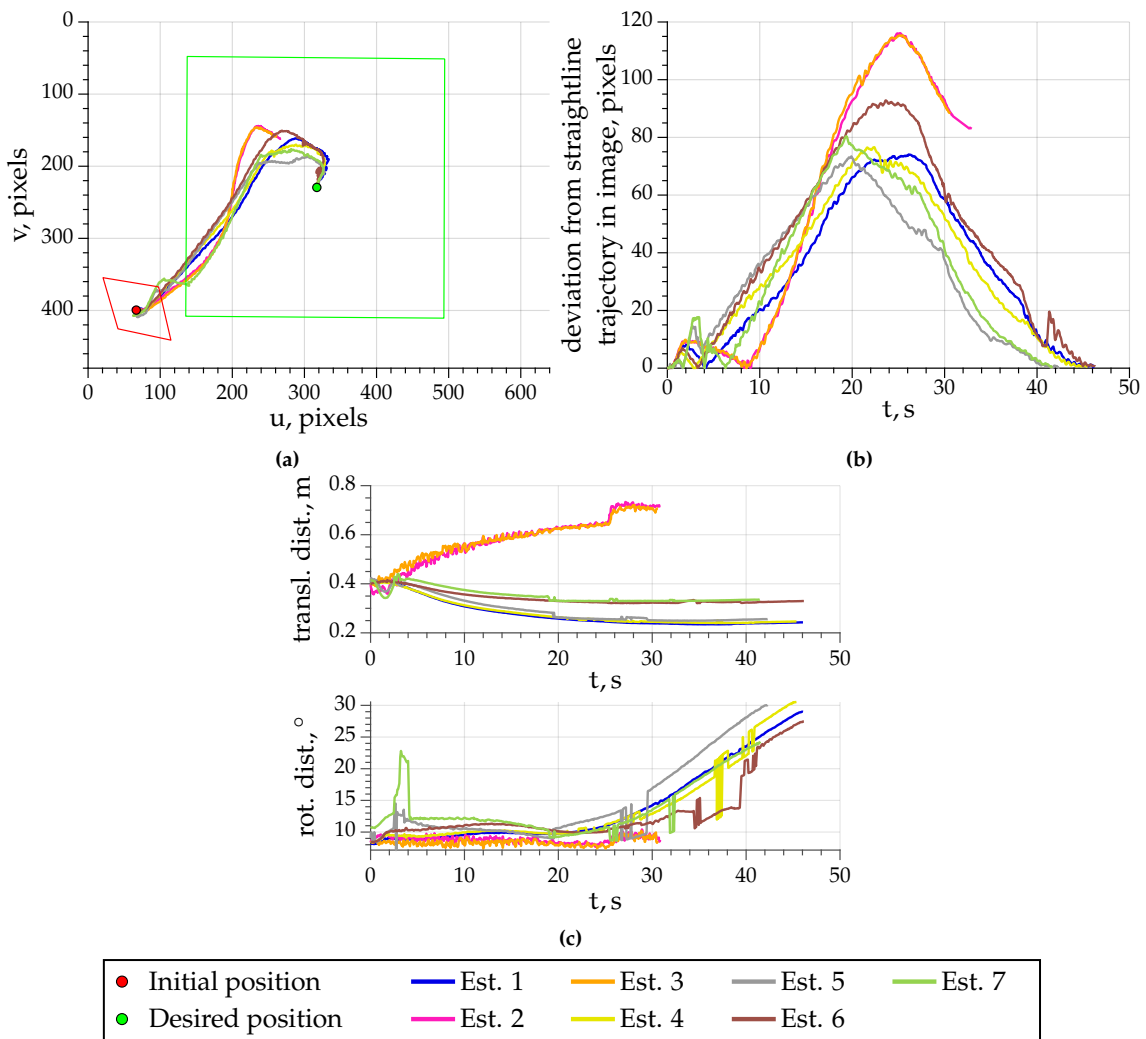 0
100
200
300
400
v, pixels
0 100 200 300 400 500 600
u, pixels
(a)
120
100
80
60
40
20
0
deviation from straightline
trajectory in image, pixels
0 10 20 30 40 50
t, s
(b)
0.8
0.6
0.4
0.2
transl. dist., m
0 10 20 30 40 50
t, s
30
25
20
15
10
rot. dist., °
0 10 20 30 40 50
t, s
(c)
Initial position Est. 1 Est. 3 Est. 5 Est. 7
Desired position Est. 2 Est. 4 Est. 6